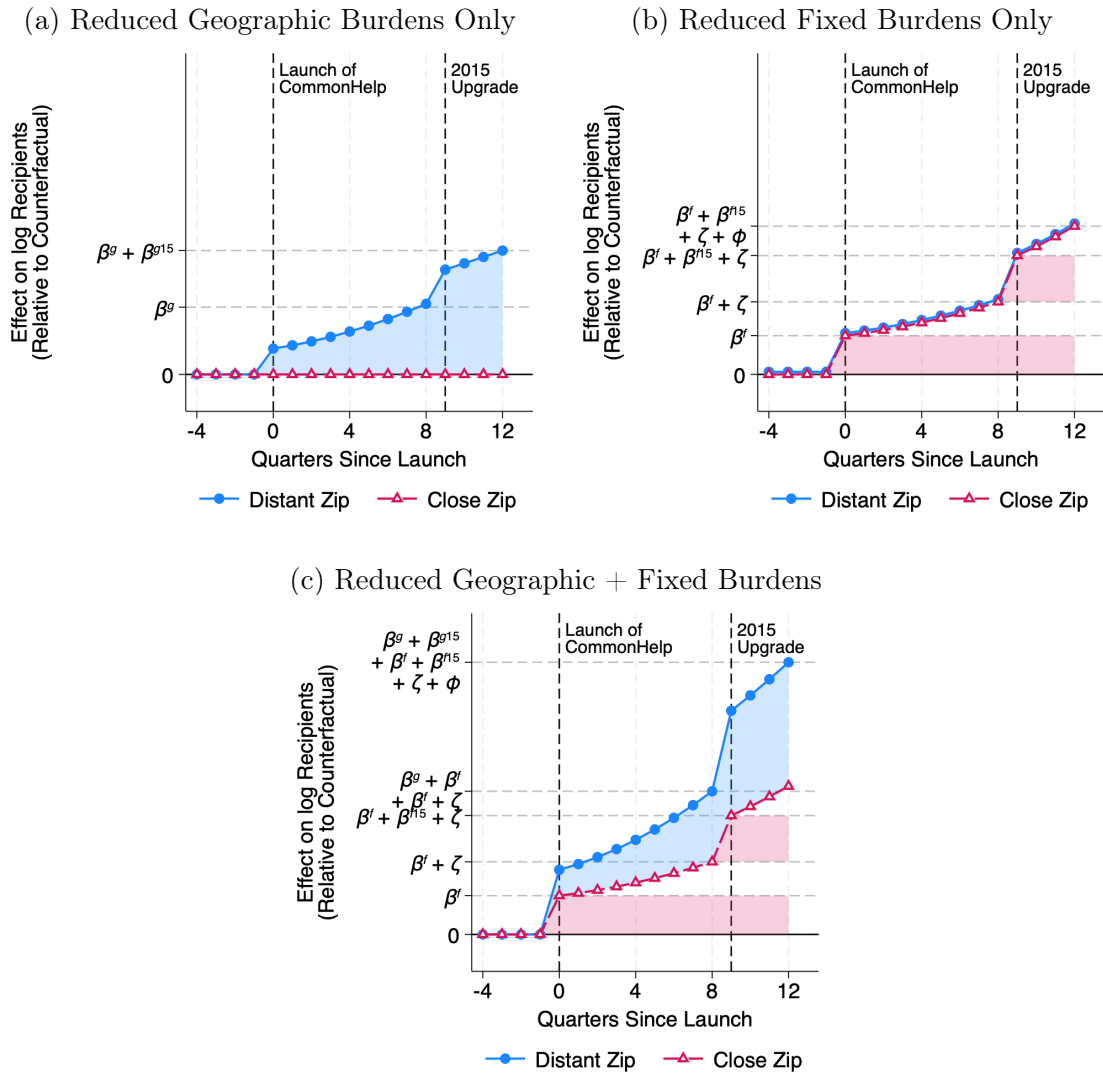 (a) Reduced Geographic Burdens Only
Effect on log Recipients
(Relative to Counterfactual)
Launch of
CommonHelp
2015
Upgrade
βᵍ + βᵍ¹⁵
βᵍ
0
-4 0 4 8 12
Quarters Since Launch
Distant Zip Close Zip
(b) Reduced Fixed Burdens Only
Effect on log Recipients
(Relative to Counterfactual)
Launch of
CommonHelp
2015
Upgrade
βᶠ + βᶠ¹⁵
+ ζ + φ
βᶠ + βᶠ¹⁵ + ζ
βᶠ + ζ
βᶠ
0
-4 0 4 8 12
Quarters Since Launch
Distant Zip Close Zip
(c) Reduced Geographic + Fixed Burdens
Effect on log Recipients
(Relative to Counterfactual)
Launch of
CommonHelp
2015
Upgrade
βᵍ + βᵍ¹⁵
+ βᶠ + βᶠ¹⁵
+ ζ + φ
βᵍ + βᶠ
+ βᶠ + ζ
βᶠ + βᶠ¹⁵ + ζ
βᶠ + ζ
βᶠ
0
-4 0 4 8 12
Quarters Since Launch
Distant Zip Close Zip